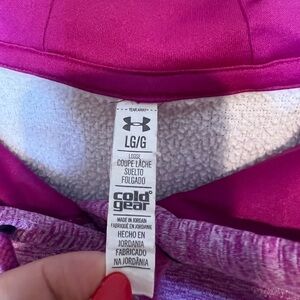 LG/G
LOOSE
COUPE LÂCHE
SUELTO
FOLGADO
cold
gear
MADE IN JORDAN
FABRIQUÉ EN JORDANIE
HECHO EN
JORDANIA
FABRICADO
NA JORDÂNIA